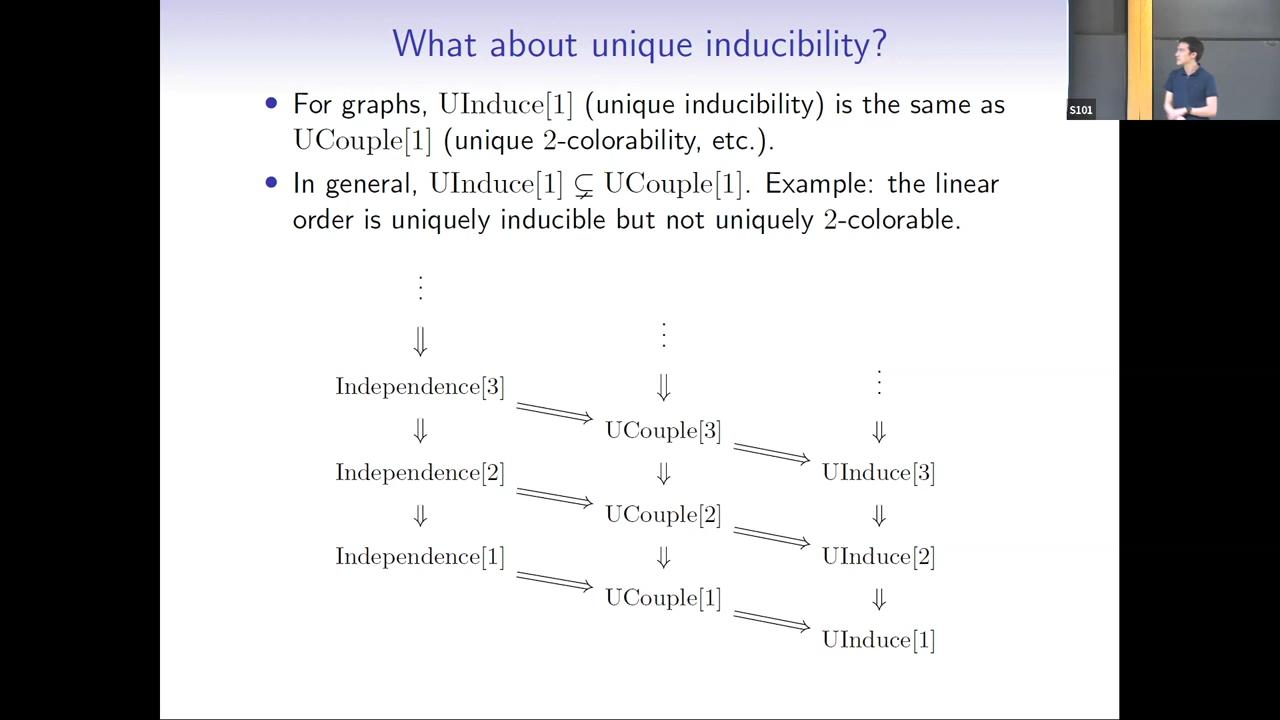 What about unique inducibility?
• For graphs, UInduce[1] (unique inducibility) is the same as
UCouple[1] (unique 2-colorability, etc.).
• In general, UInduce[1] ⊊ UCouple[1]. Example: the linear
order is uniquely inducible but not uniquely 2-colorable.
⋮
⇓ ⋮
Independence[3] ⇒ ⇓ ⋮
⇓ UCouple[3] ⇒ ⇓
Independence[2] ⇒ ⇓ UInduce[3]
⇓ UCouple[2] ⇒ ⇓
Independence[1] ⇒ ⇓ UInduce[2]
UCouple[1] ⇒ ⇓
UInduce[1]
S101